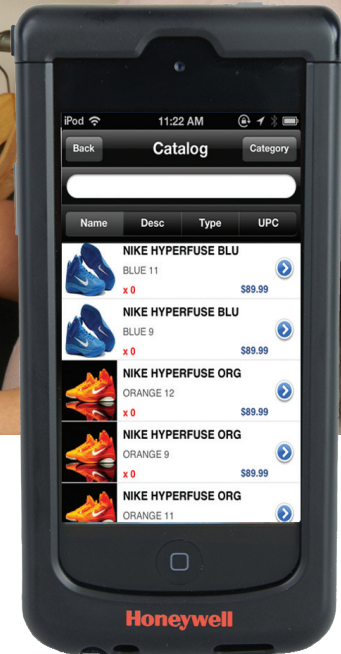 iPod 11:22 AM
Back Catalog Category
Name Desc Type UPC
NIKE HYPERFUSE BLU
BLUE 11
x 0 $89.99
NIKE HYPERFUSE BLU
BLUE 9
x 0 $89.99
NIKE HYPERFUSE ORG
ORANGE 12
x 0 $89.99
NIKE HYPERFUSE ORG
ORANGE 9
x 0 $89.99
NIKE HYPERFUSE ORG
ORANGE 11
Honeywell